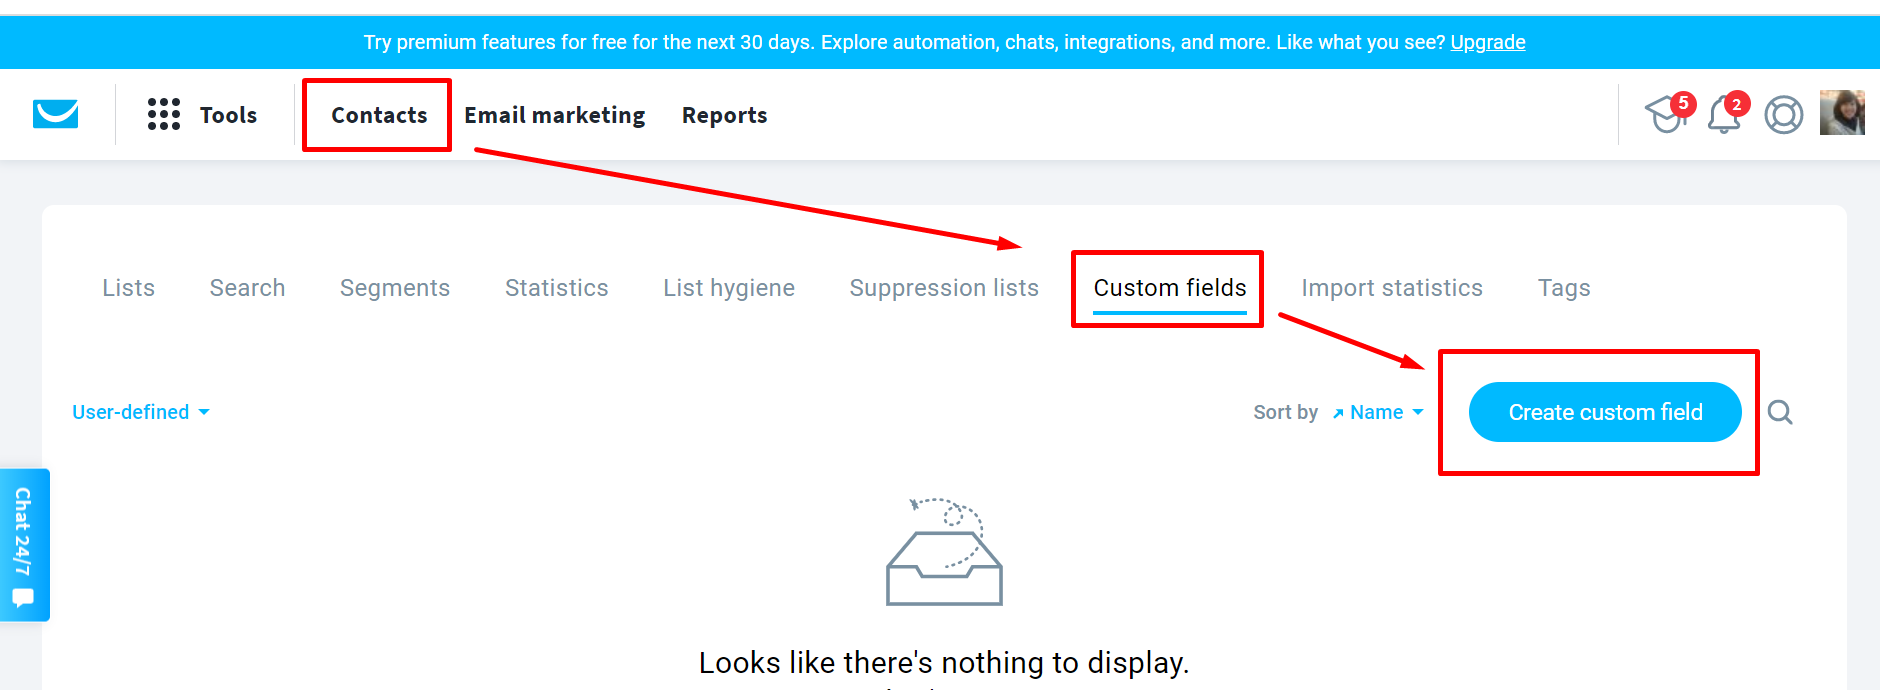 Try premium features for free for the next 30 days. Explore automation, chats, integrations, and more. Like what you see? Upgrade
Tools Contacts Email marketing Reports 5 2
Lists Search Segments Statistics List hygiene Suppression lists Custom fields Import statistics Tags
User-defined Sort by Name Create custom field
Chat 24/7
Looks like there's nothing to display.